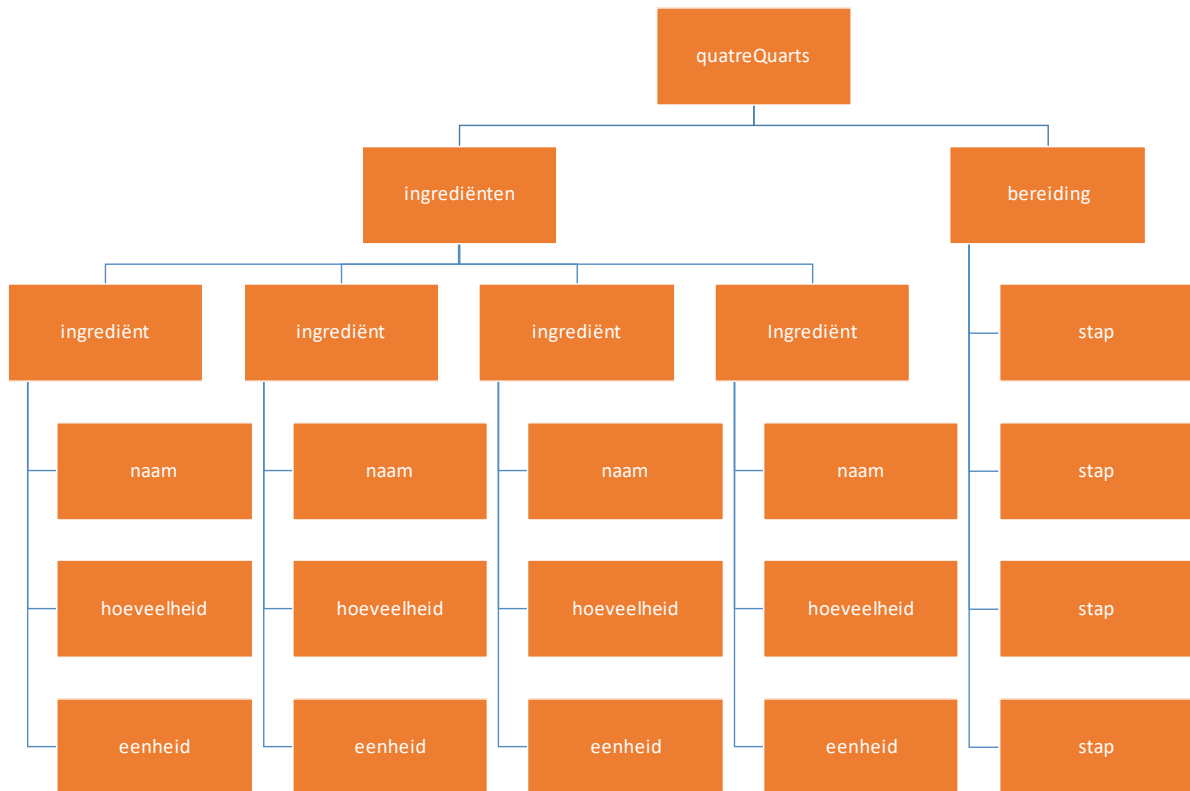 quatreQuarts
ingrediënten
bereiding
ingrediënt
ingrediënt
ingrediënt
Ingrediënt
stap
naam
naam
naam
naam
stap
hoeveelheid
hoeveelheid
hoeveelheid
hoeveelheid
stap
eenheid
eenheid
eenheid
eenheid
stap